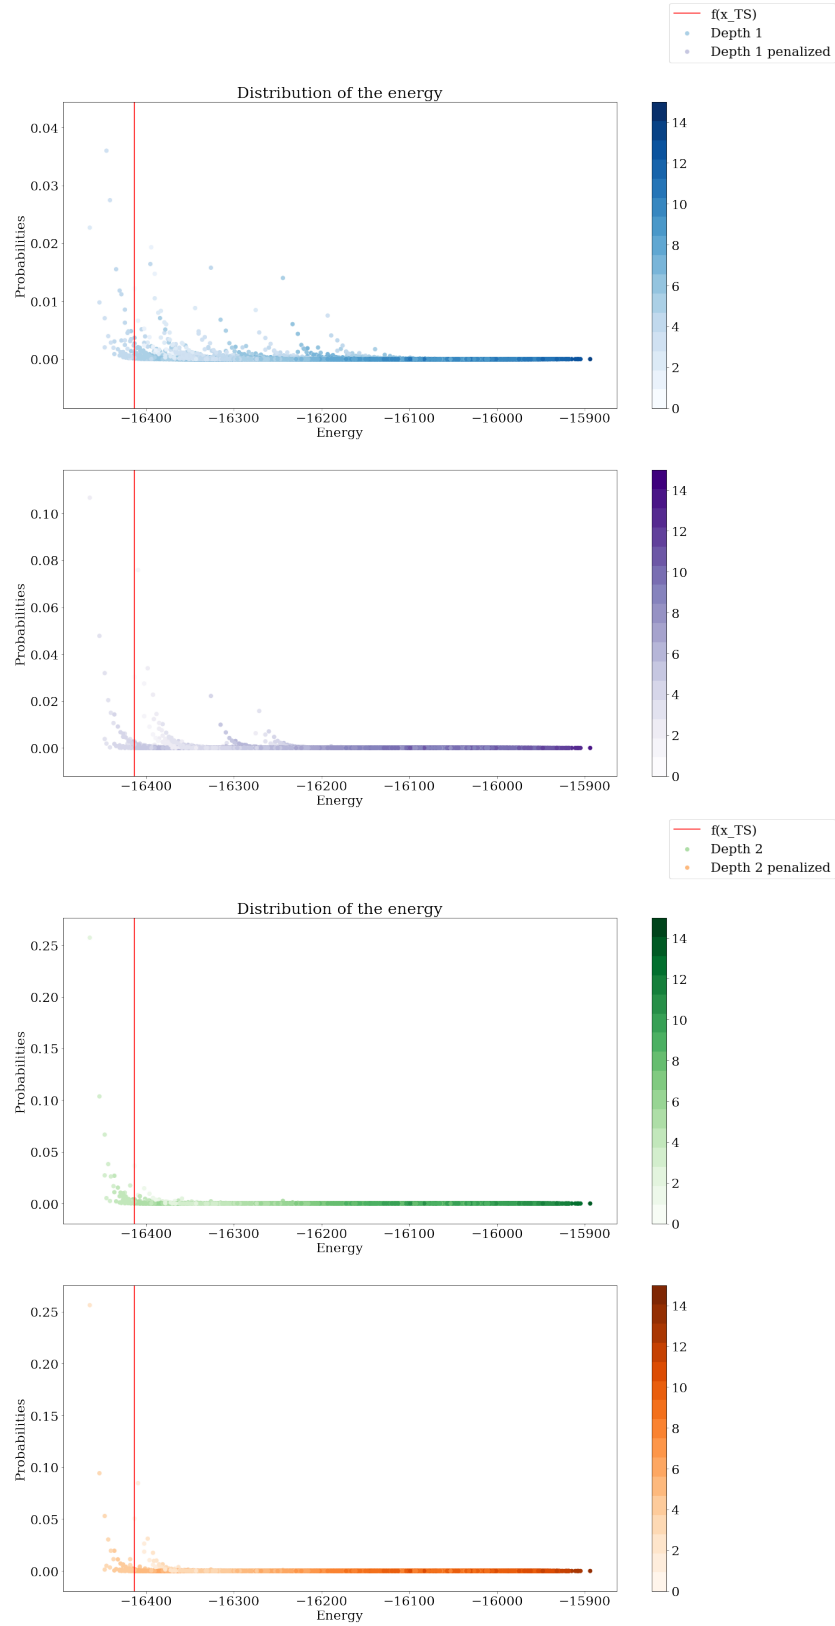 f(x_TS)
Depth 1
Depth 1 penalized
Distribution of the energy
0.04
0.03
0.02
0.01
0.00
Probabilities
−16400 −16300 −16200 −16100 −16000 −15900
Energy
14
12
10
8
6
4
2
0
0.10
0.08
0.06
0.04
0.02
0.00
Probabilities
−16400 −16300 −16200 −16100 −16000 −15900
Energy
14
12
10
8
6
4
2
0
f(x_TS)
Depth 2
Depth 2 penalized
Distribution of the energy
0.25
0.20
0.15
0.10
0.05
0.00
Probabilities
−16400 −16300 −16200 −16100 −16000 −15900
Energy
14
12
10
8
6
4
2
0
0.25
0.20
0.15
0.10
0.05
0.00
Probabilities
−16400 −16300 −16200 −16100 −16000 −15900
Energy
14
12
10
8
6
4
2
0